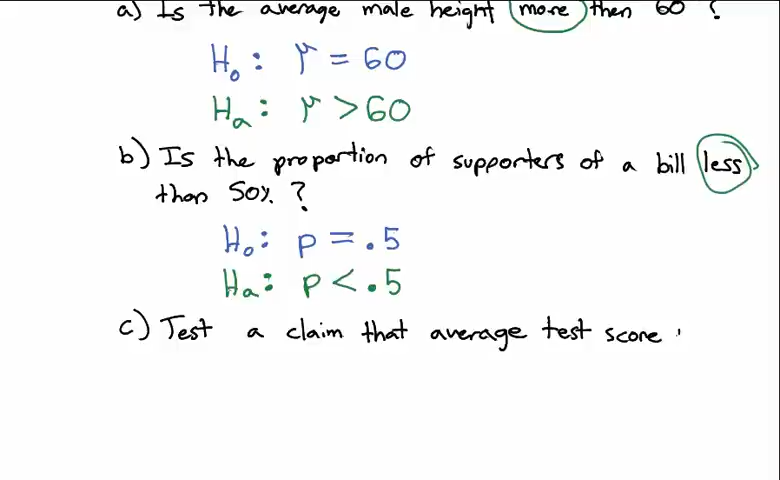 a) Is the average male height more then 60 ?
H₀: μ = 60
Hₐ: μ > 60
b) Is the proportion of supporters of a bill less
than 50% ?
H₀: p = .5
Hₐ: p < .5
c) Test a claim that average test score